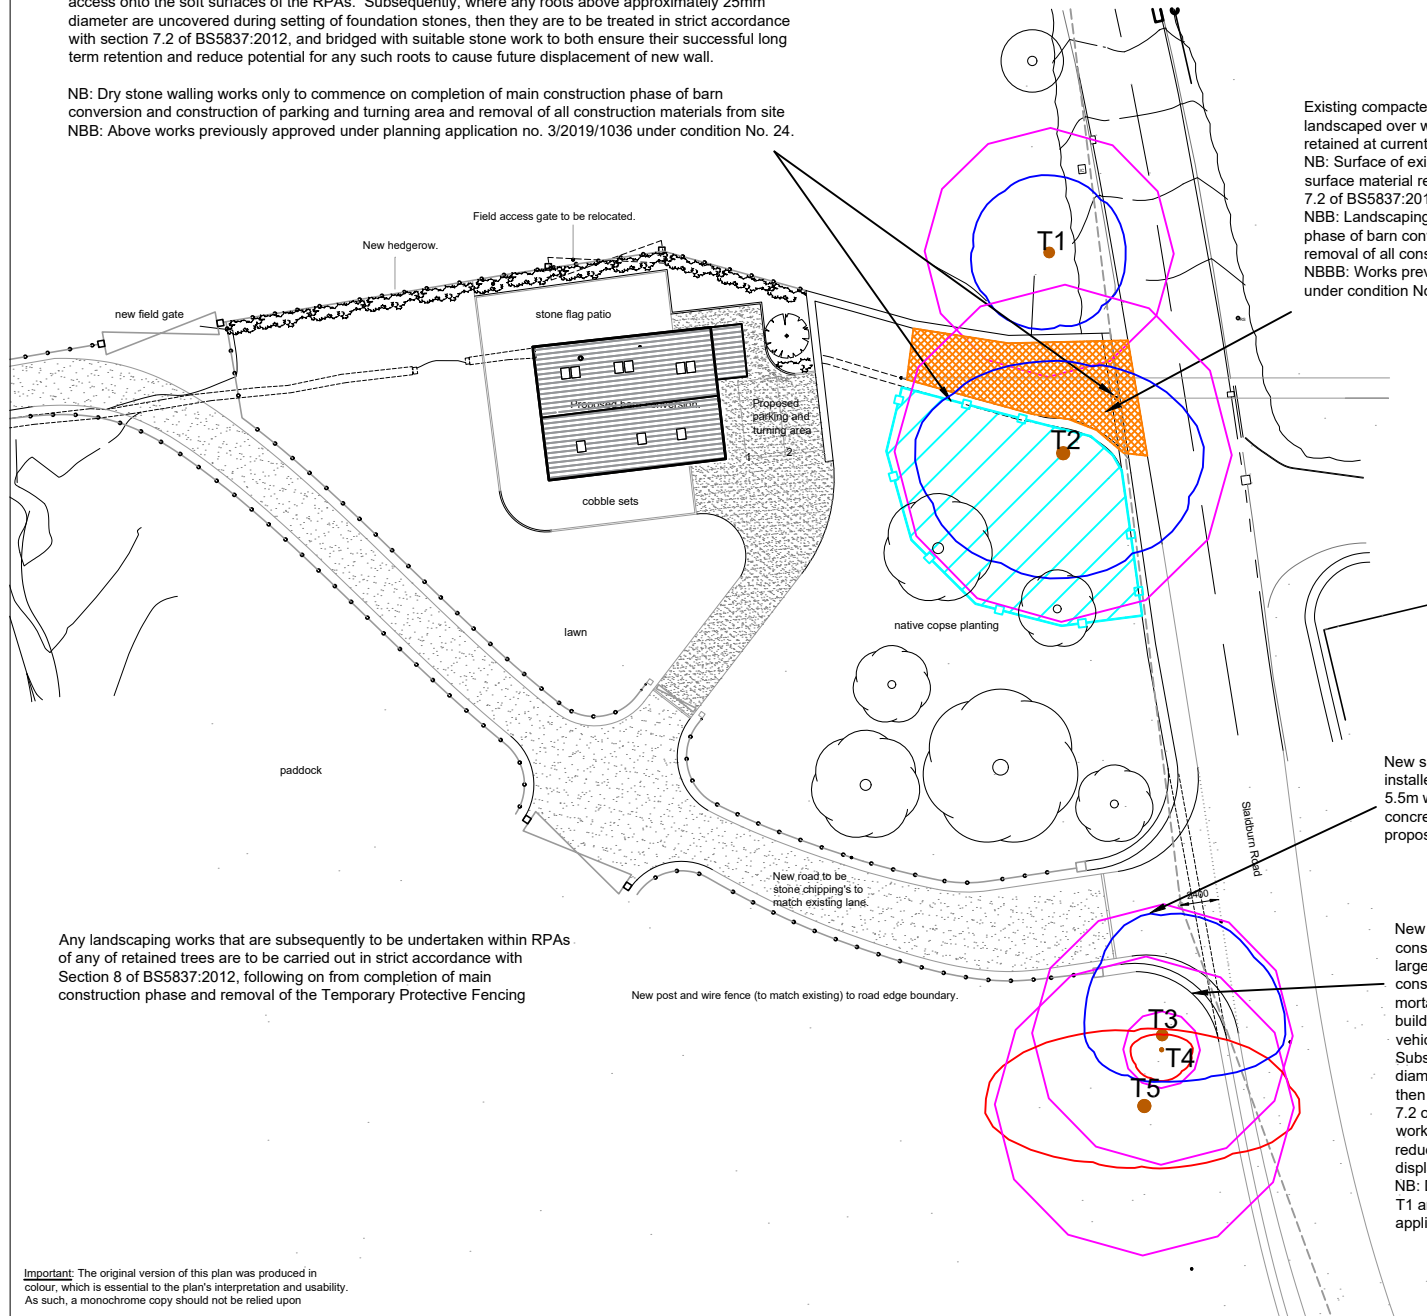 access onto the soft surfaces of the RPAs. Subsequently, where any roots above approximately 25mm
diameter are uncovered during setting of foundation stones, then they are to be treated in strict accordance
with section 7.2 of BS5837:2012, and bridged with suitable stone work to both ensure their successful long
term retention and reduce potential for any such roots to cause future displacement of new wall.
NB: Dry stone walling works only to commence on completion of main construction phase of barn
conversion and construction of parking and turning area and removal of all construction materials from site
NBB: Above works previously approved under planning application no. 3/2019/1036 under condition No. 24.
Existing compacte
landscaped over w
retained at current
NB: Surface of exi
surface material re
7.2 of BS5837:201
NBB: Landscaping
phase of barn con
removal of all cons
NBBB: Works prev
under condition No
T1
Field access gate to be relocated.
New hedgerow.
new field gate
stone flag patio
Proposed barn conversion.
Proposed
parking and
turning area
1 2
T2
cobble sets
native copse planting
lawn
paddock
Slaidburn Road
New s
installe
5.5m w
concre
propos
New road to be
stone chipping's to
match existing lane.
2400
Any landscaping works that are subsequently to be undertaken within RPAs
of any of retained trees are to be carried out in strict accordance with
Section 8 of BS5837:2012, following on from completion of main
construction phase and removal of the Temporary Protective Fencing
New post and wire fence (to match existing) to road edge boundary.
T3
T4
T5
New
cons
large
cons
morta
build
vehic
Subs
diam
then
7.2 o
work
reduc
displ
NB: D
T1 a
appli
Important: The original version of this plan was produced in
colour, which is essential to the plan's interpretation and usability.
As such, a monochrome copy should not be relied upon